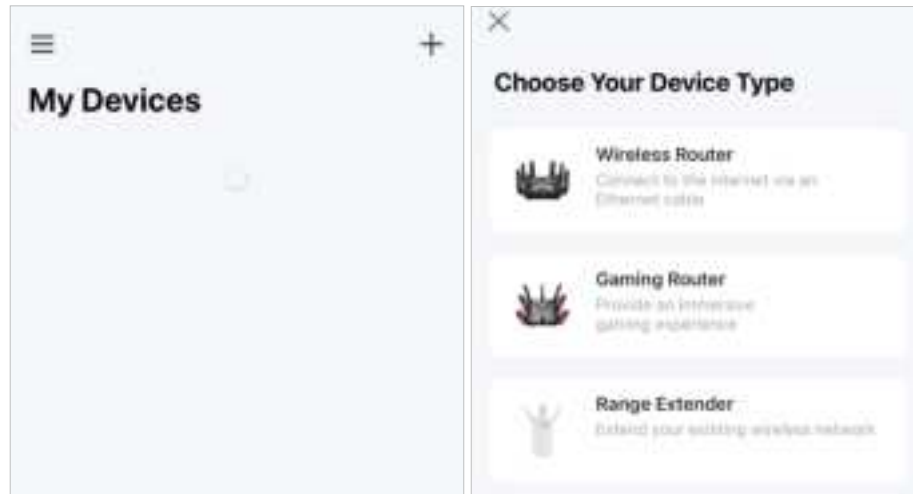 My Devices
Choose Your Device Type
Wireless Router
Connect to the internet via an
Ethernet cable
Gaming Router
Provide an immersive
gaming experience
Range Extender
Extend your existing wireless network